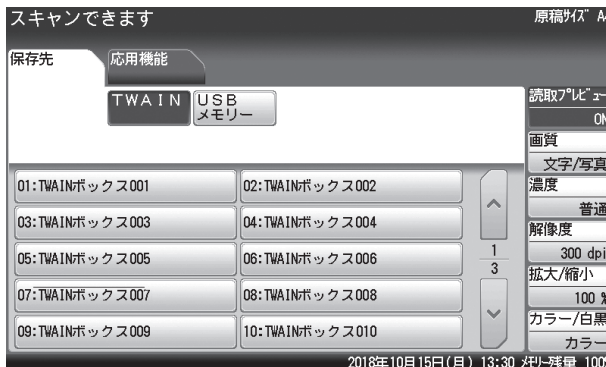 スキャンできます
原稿ｻｲｽﾞ A4
保存先
応用機能
TWAIN
USB
メモリー
01:TWAINボックス001
02:TWAINボックス002
03:TWAINボックス003
04:TWAINボックス004
05:TWAINボックス005
06:TWAINボックス006
07:TWAINボックス007
08:TWAINボックス008
09:TWAINボックス009
10:TWAINボックス010
1
3
読取ﾌﾟﾚﾋﾞｭｰ
ON
画質
文字/写真
濃度
普通
解像度
300 dpi
拡大/縮小
100 %
カラー/白黒
カラー
2018年10月15日(月) 13:30 ﾒﾓﾘｰ残量 100%